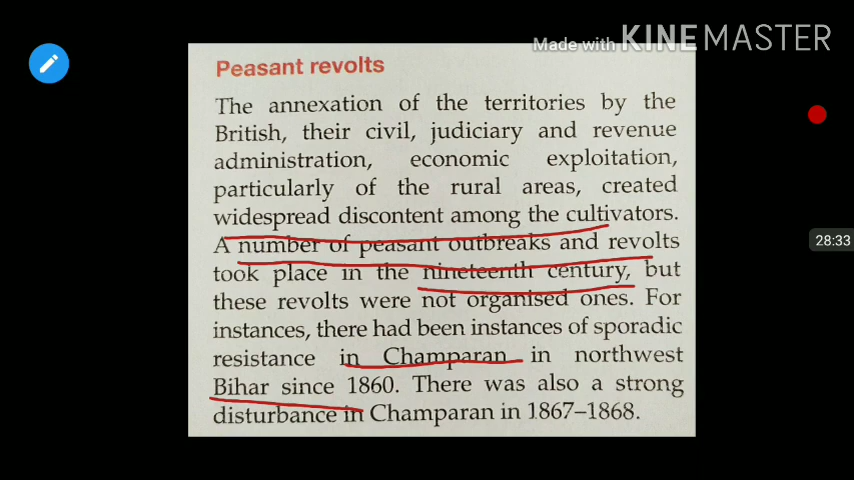 Made with KINEMASTER
Peasant revolts
The annexation of the territories by the
British, their civil, judiciary and revenue
administration, economic exploitation,
particularly of the rural areas, created
widespread discontent among the cultivators.
A number of peasant outbreaks and revolts
took place in the nineteenth century, but
these revolts were not organised ones. For
instances, there had been instances of sporadic
resistance in Champaran in northwest
Bihar since 1860. There was also a strong
disturbance in Champaran in 1867–1868.
28:33